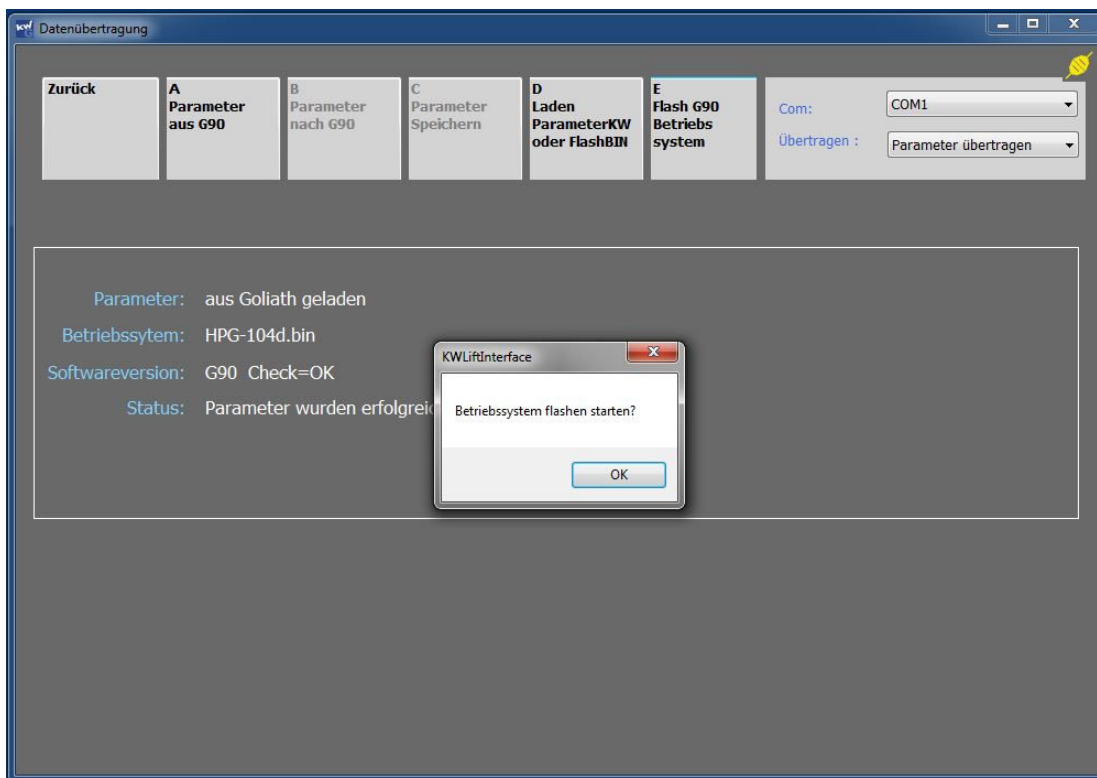 Datenübertragung
Zurück
A
Parameter
aus G90
B
Parameter
nach G90
C
Parameter
Speichern
D
Laden
ParameterKW
oder FlashBIN
E
Flash G90
Betriebs
system
Com: COM1
Übertragen : Parameter übertragen
Parameter: aus Goliath geladen
Betriebssytem: HPG-104d.bin
Softwareversion: G90 Check=OK
Status: Parameter wurden
KWLiftInterface
Betriebssystem flashen starten?
OK